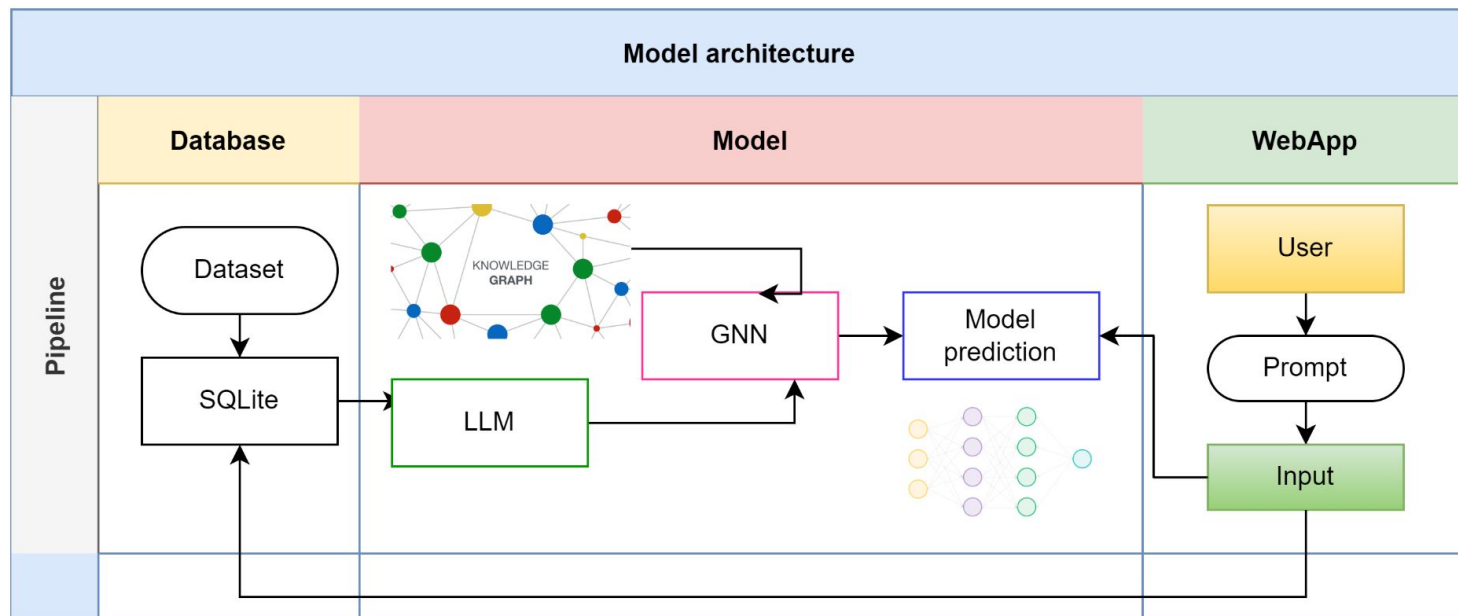 Model architecture
Database
Model
WebApp
Pipeline
Dataset
SQLite
KNOWLEDGE
GRAPH
LLM
GNN
Model
prediction
User
Prompt
Input